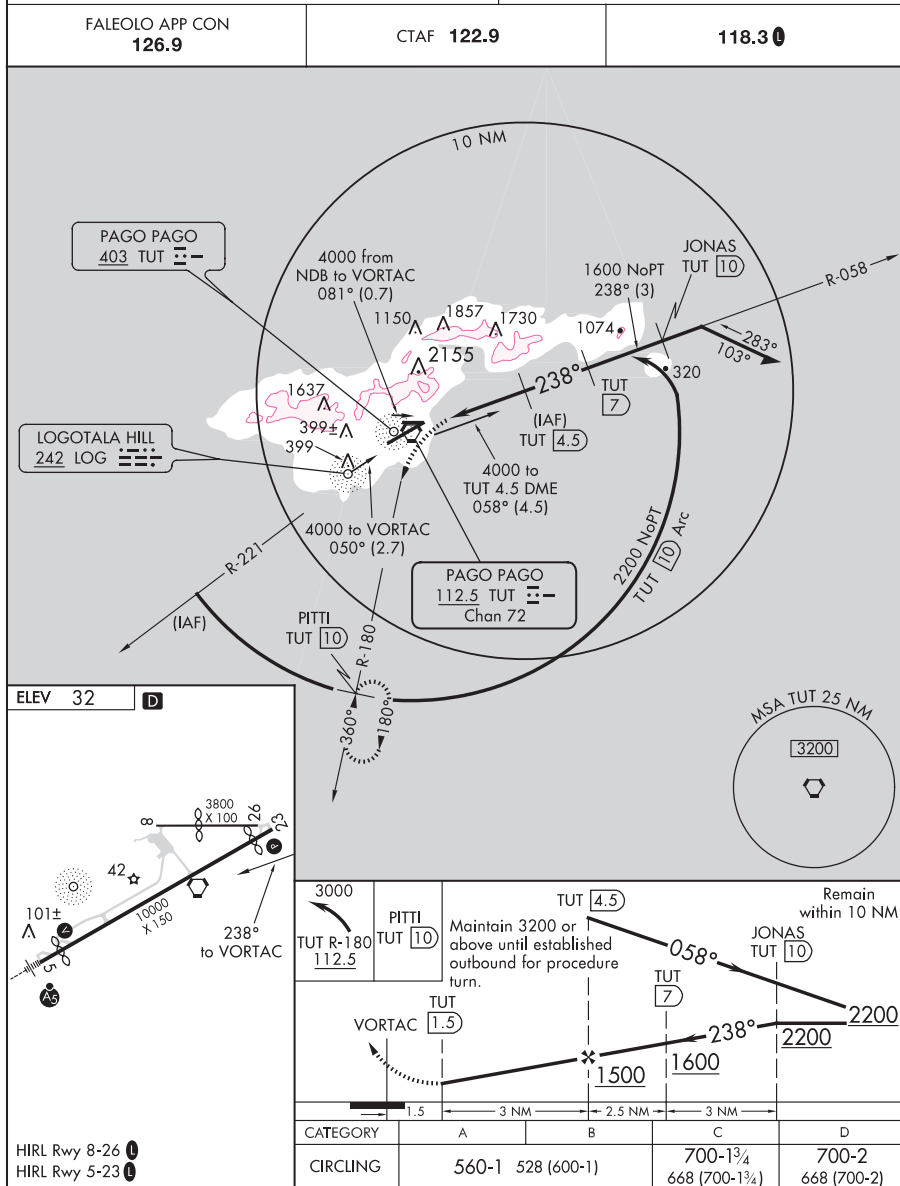 FALEOLO APP CON
126.9
CTAF 122.9
118.3 L
10 NM
PAGO PAGO
403 TUT
4000 from
NDB to VORTAC
081° (0.7)
1600 NoPT
238° (3)
JONAS
TUT 10
R-058
1150
1857
1730
1074
283°
103°
2155
320
238°
TUT
7
1637
(IAF)
TUT 4.5
399±
399
LOGOTALA HILL
242 LOG
4000 to
TUT 4.5 DME
058° (4.5)
4000 to VORTAC
050° (2.7)
2200 NoPT
TUT 10 Arc
R-221
PAGO PAGO
112.5 TUT
Chan 72
(IAF)
PITTI
TUT 10
R-180
360°
180°
MSA TUT 25 NM
3200
ELEV 32
D
3800
X 100
8
26
23
P
42
10000
X 150
101±
V
5
A5
238°
to VORTAC
HIRL Rwy 8-26 L
HIRL Rwy 5-23 L
3000
TUT R-180
112.5
PITTI
TUT 10
Maintain 3200 or
above until established
outbound for procedure
turn.
TUT 4.5
Remain
within 10 NM
JONAS
TUT 10
058°
TUT
7
2200
TUT
1.5
VORTAC
238°
2200
1600
1500
1.5
3 NM
2.5 NM
3 NM
CATEGORY A B C D
CIRCLING 560-1 528 (600-1) 700-1¾ 700-2
668 (700-1¾) 668 (700-2)